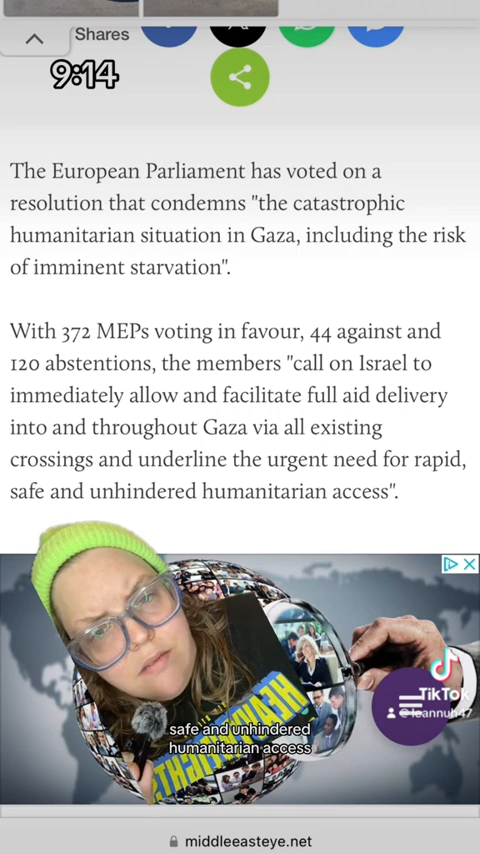 Shares
9:14
The European Parliament has voted on a
resolution that condemns "the catastrophic
humanitarian situation in Gaza, including the risk
of imminent starvation".
With 372 MEPs voting in favour, 44 against and
120 abstentions, the members "call on Israel to
immediately allow and facilitate full aid delivery
into and throughout Gaza via all existing
crossings and underline the urgent need for rapid,
safe and unhindered humanitarian access".
TikTok
@leannuh47
safe and unhindered
humanitarian access
middleeasteye.net